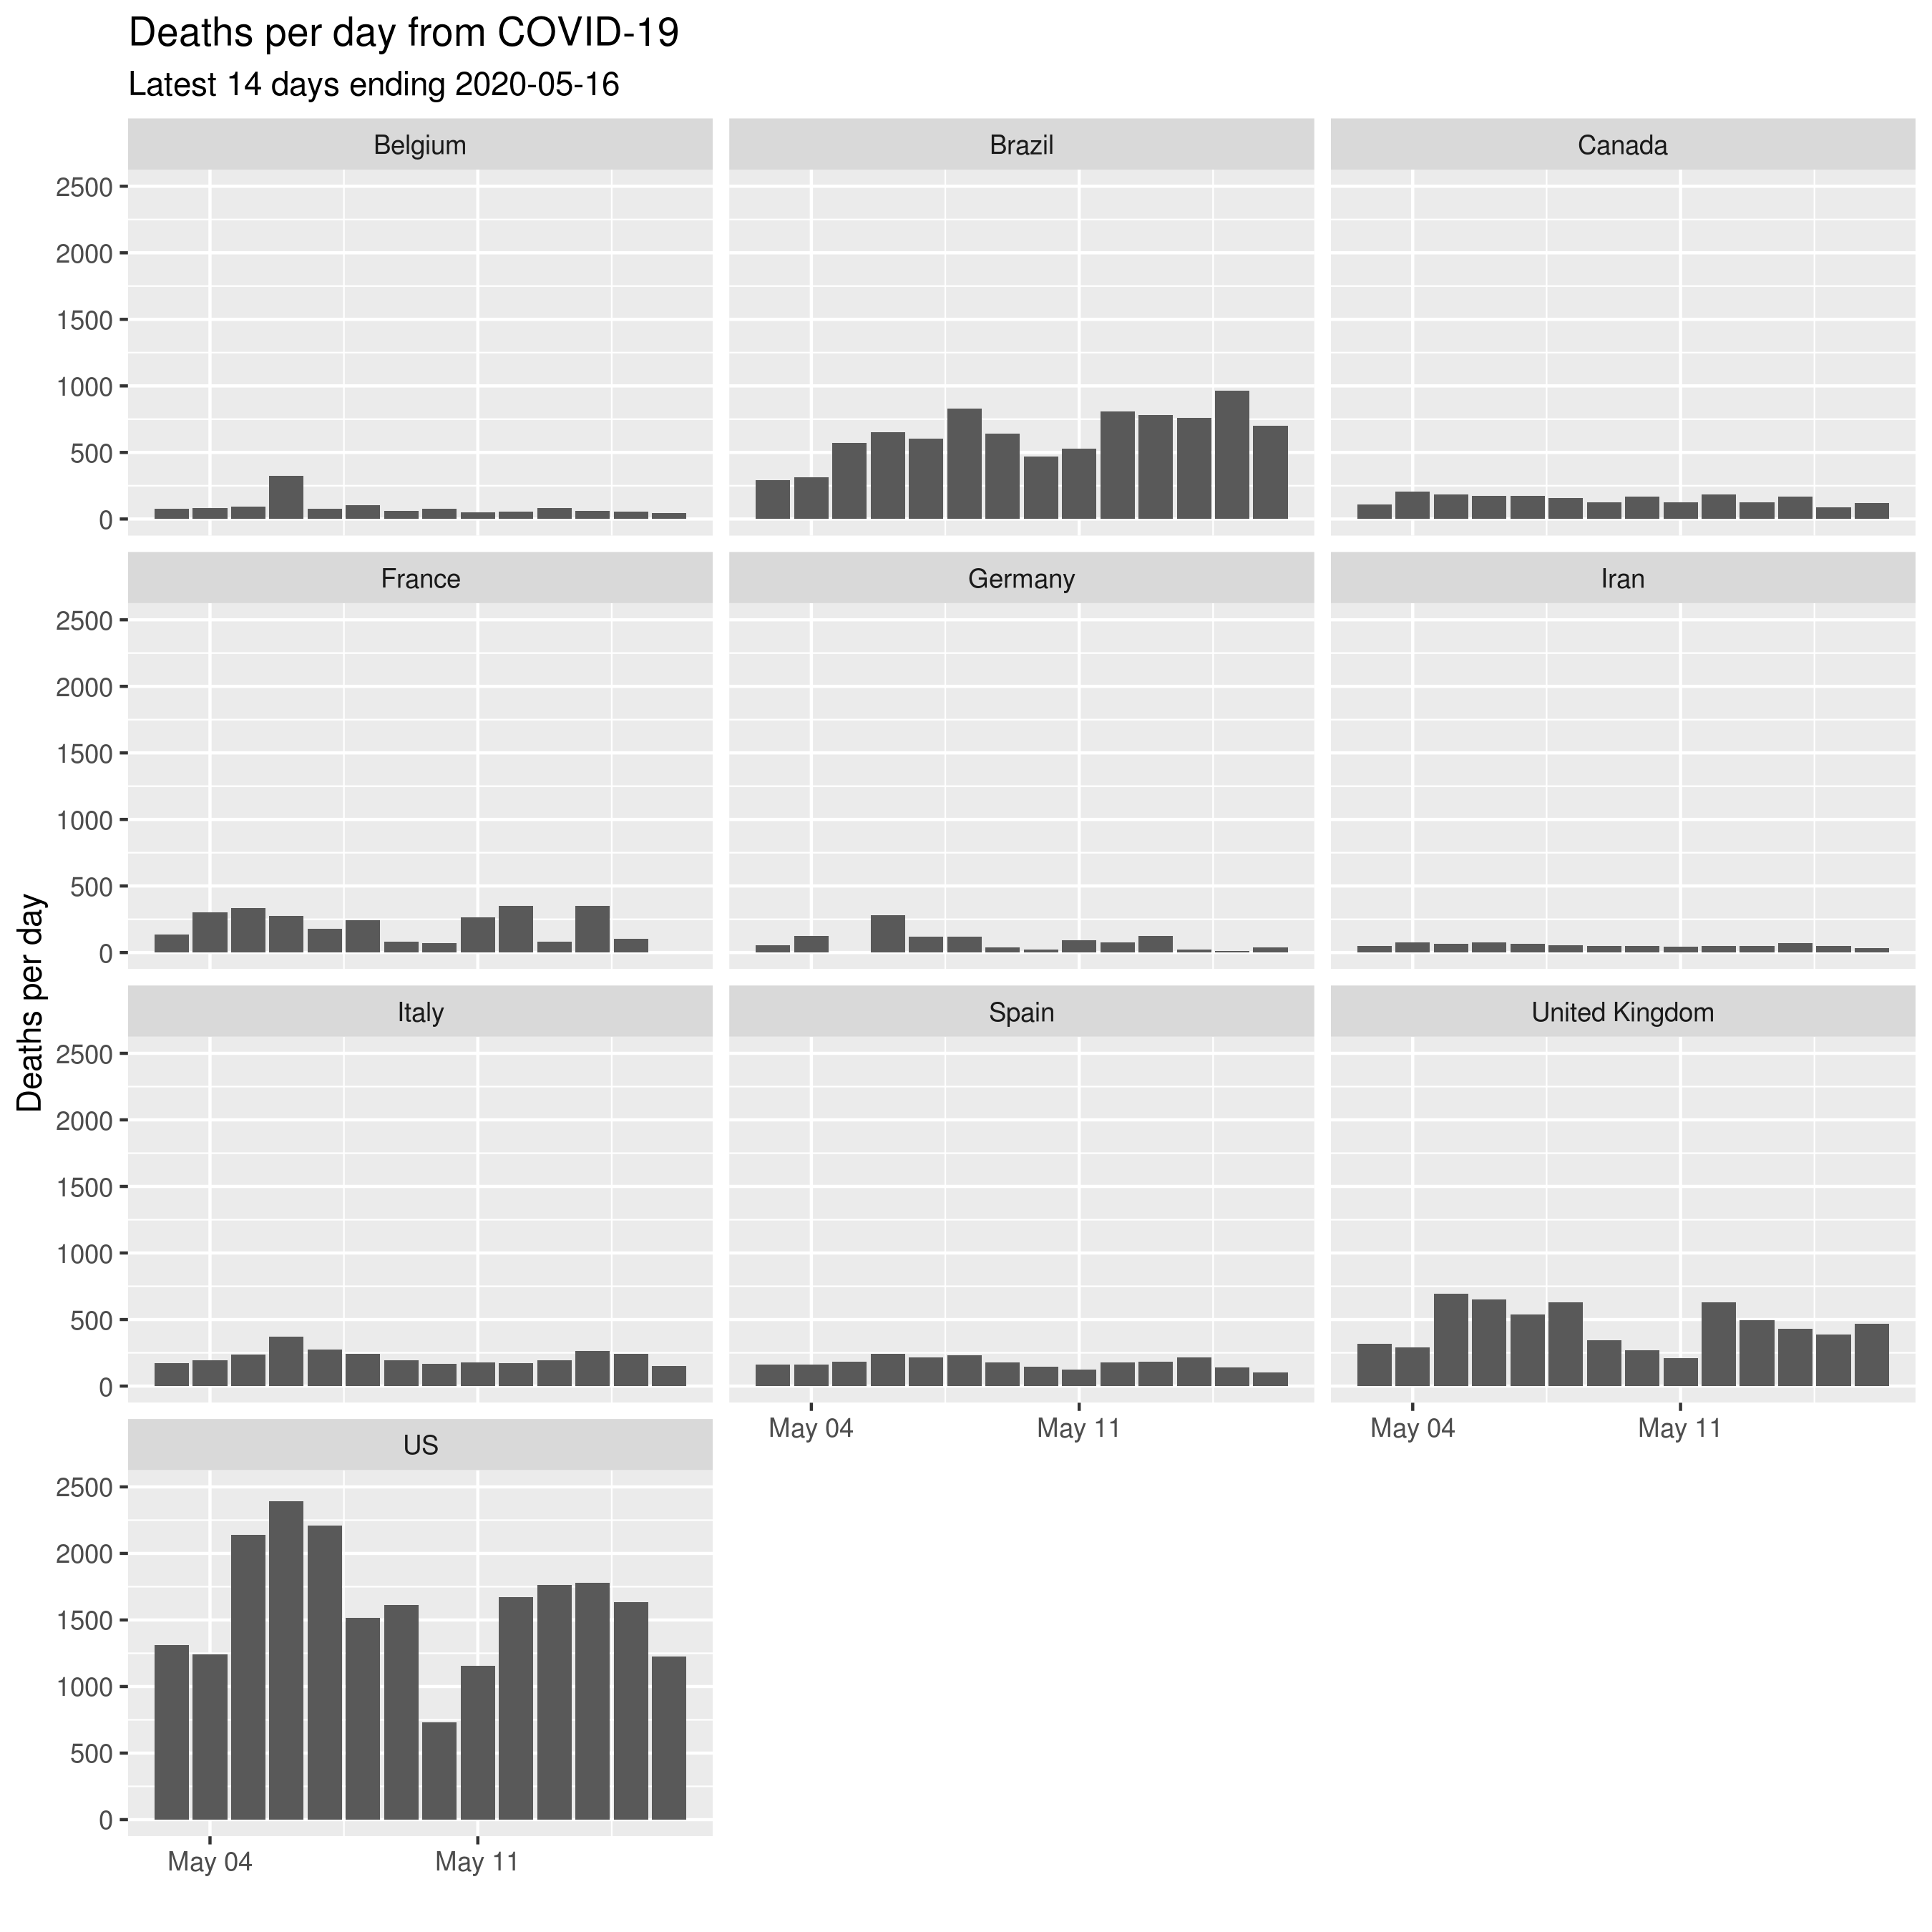 Deaths per day from COVID-19
Latest 14 days ending 2020-05-16
Deaths per day
Belgium
Brazil
Canada
2500
2000
1500
1000
500
0
France
Germany
Iran
2500
2000
1500
1000
500
0
Italy
Spain
United Kingdom
2500
2000
1500
1000
500
0
May 04
May 11
May 04
May 11
US
2500
2000
1500
1000
500
0
May 04
May 11